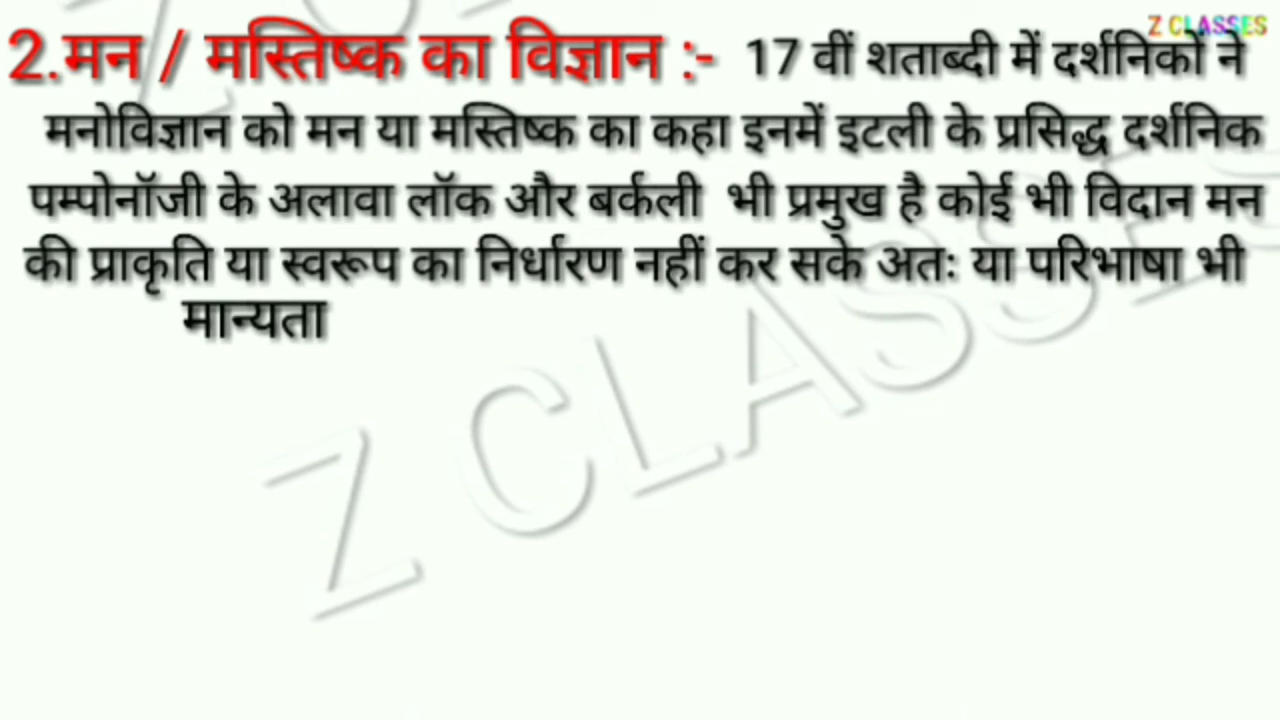 Z CLASSES
2.मन / मस्तिष्क का विज्ञान :- 17 वीं शताब्दी में दर्शनिकों ने
मनोविज्ञान को मन या मस्तिष्क का कहा इनमें इटली के प्रसिद्ध दर्शनिक
पम्पोनॉजी के अलावा लॉक और बर्कली भी प्रमुख है कोई भी विदान मन
की प्राकृति या स्वरूप का निर्धारण नहीं कर सके अतः या परिभाषा भी
मान्यता
Z CLASSES